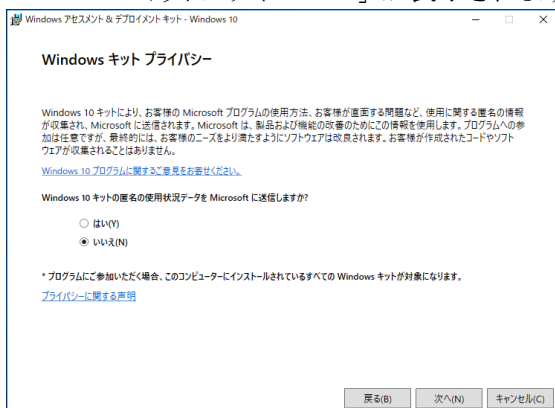 Windows アセスメント & デプロイメント キット - Windows 10
Windows キット プライバシー
Windows 10 キットにより、お客様の Microsoft プログラムの使用方法、お客様が直面する問題など、使用に関する匿名の情報
が収集され、Microsoft に送信されます。Microsoft は、製品および機能の改善のためにこの情報を使用します。プログラムへの参
加は任意ですが、最終的には、お客様のニーズをより満たすようにソフトウェアは改良されます。お客様が作成されたコードやソフト
ウェアが収集されることはありません。
Windows 10 プログラムに関するご意見をお寄せください。
Windows 10 キットの匿名の使用状況データを Microsoft に送信しますか?
はい(Y)
いいえ(N)
* プログラムにご参加いただく場合、このコンピューターにインストールされているすべての Windows キットが対象になります。
プライバシーに関する声明
戻る(B) 次へ(N) キャンセル(C)